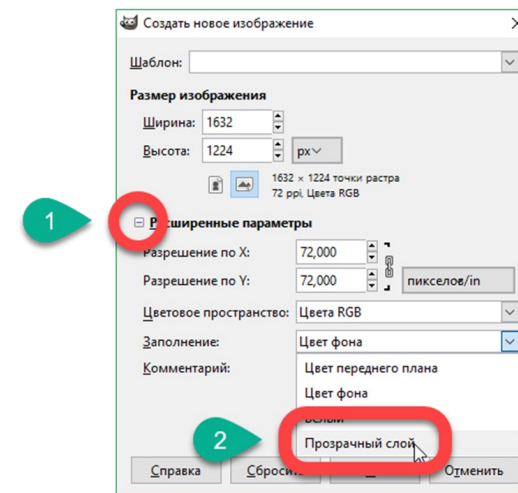 Создать новое изображение
Шаблон:
Размер изображения
Ширина: 1632
Высота: 1224 px
1632 × 1224 точки растра
72 ppi, Цвета RGB
1
Расширенные параметры
Разрешение по X: 72,000
Разрешение по Y: 72,000 пикселов/in
Цветовое пространство: Цвета RGB
Заполнение: Цвет фона
Комментарий:
Цвет переднего плана
Цвет фона
Белый
2
Прозрачный слой
Справка Отменить